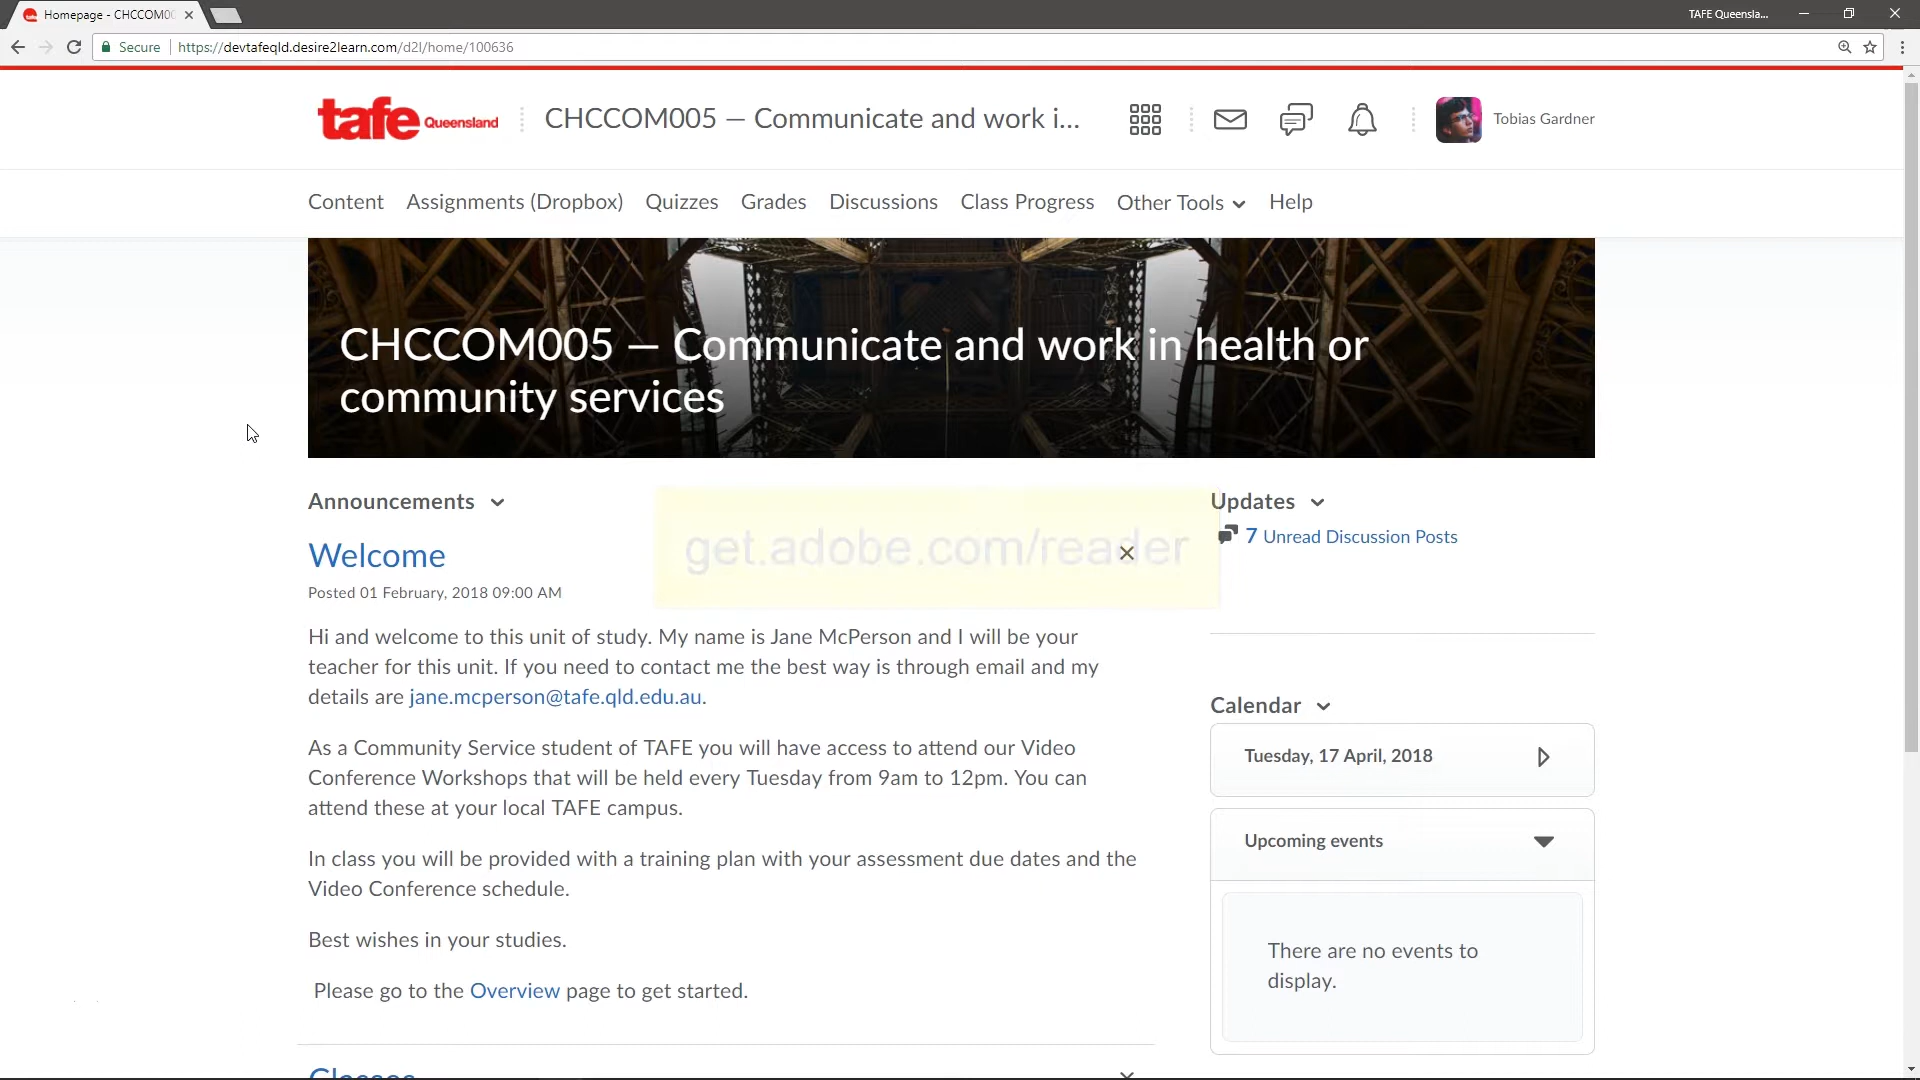 Homepage - CHCCOM0
TAFE Queensla...
Secure
https://devtafeqld.desire2learn.com/d2l/home/100636
tafe Queensland
CHCCOM005 — Communicate and work i...
Tobias Gardner
Content Assignments (Dropbox) Quizzes Grades Discussions Class Progress Other Tools Help
CHCCOM005 — Communicate and work in health or
community services
Announcements
Welcome
Posted 01 February, 2018 09:00 AM
get.adobe.com/reader
Hi and welcome to this unit of study. My name is Jane McPerson and I will be your
teacher for this unit. If you need to contact me the best way is through email and my
details are jane.mcperson@tafe.qld.edu.au.
As a Community Service student of TAFE you will have access to attend our Video
Conference Workshops that will be held every Tuesday from 9am to 12pm. You can
attend these at your local TAFE campus.
In class you will be provided with a training plan with your assessment due dates and the
Video Conference schedule.
Best wishes in your studies.
Please go to the Overview page to get started.
Updates
7 Unread Discussion Posts
Calendar
Tuesday, 17 April, 2018
Upcoming events
There are no events to
display.